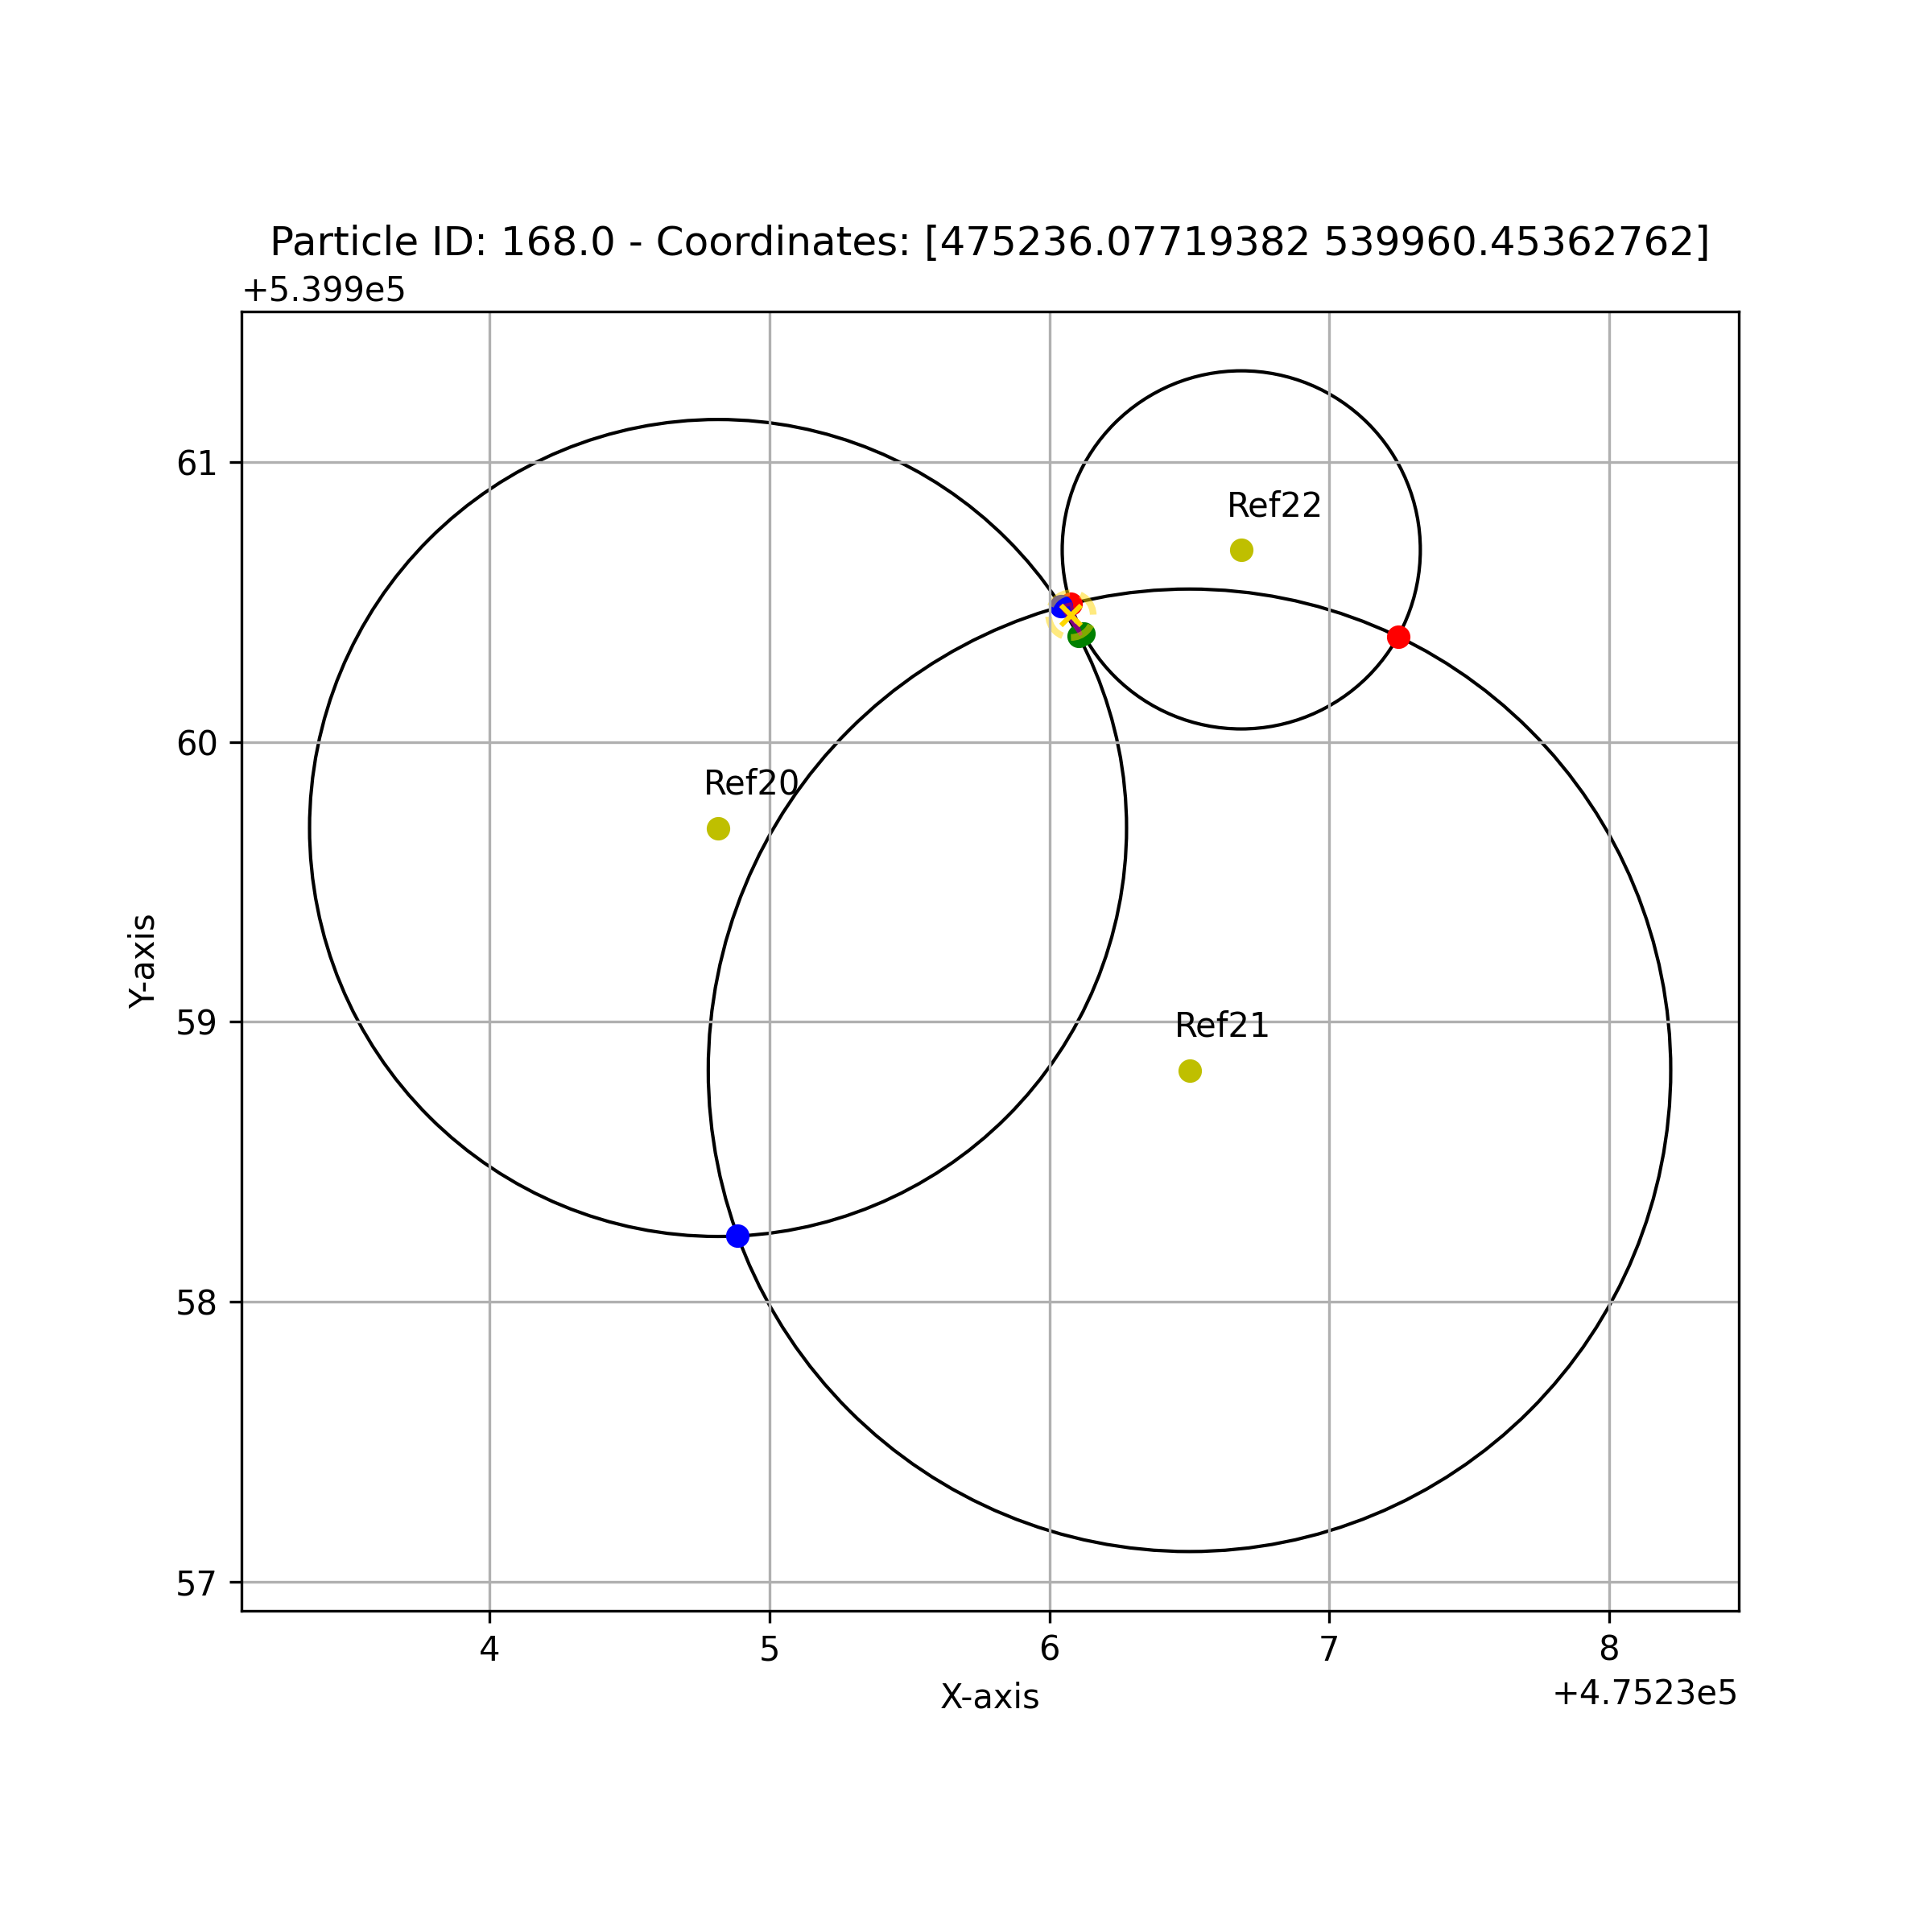 Particle ID: 168.0 - Coordinates: [475236.07719382 539960.45362762]
+5.399e5
61
60
59
58
57
Y-axis
Ref22
Ref20
Ref21
4 5 6 7 8
X-axis
+4.7523e5